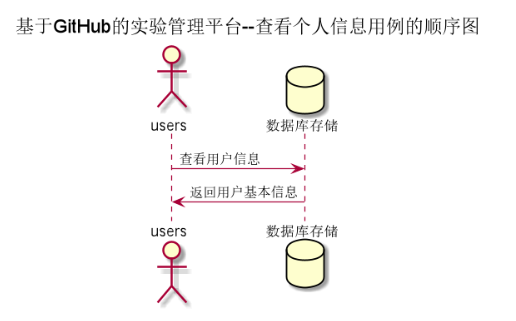 基于GitHub的实验管理平台--查看个人信息用例的顺序图
users
数据库存储
查看用户信息
返回用户基本信息
users
数据库存储